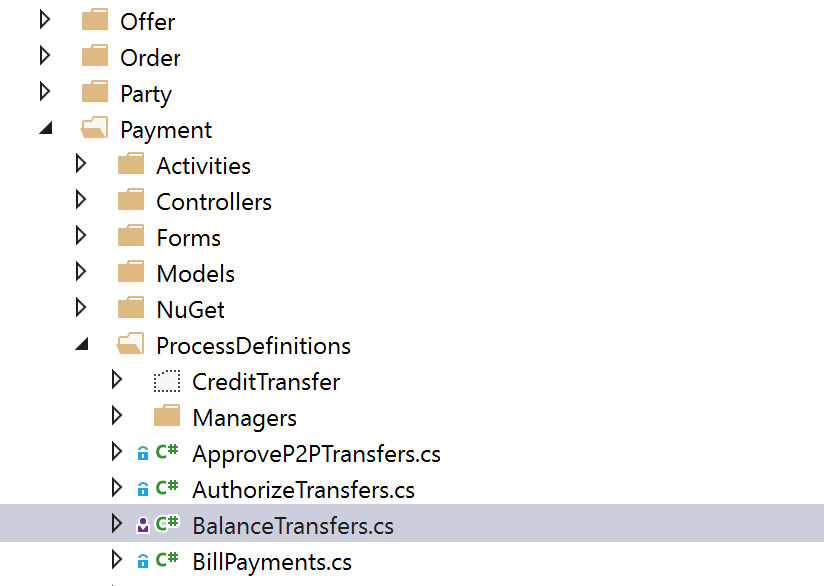 Offer
Order
Party
Payment
Activities
Controllers
Forms
Models
NuGet
ProcessDefinitions
CreditTransfer
Managers
C# ApproveP2PTransfers.cs
C# AuthorizeTransfers.cs
C# BalanceTransfers.cs
C# BillPayments.cs